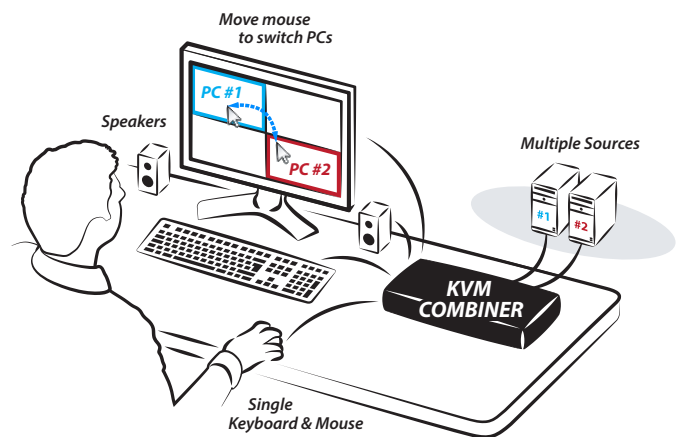 Move mouse
to switch PCs
PC #1
Speakers
Multiple Sources
PC #2
#1
#2
KVM
COMBINER
Single
Keyboard & Mouse